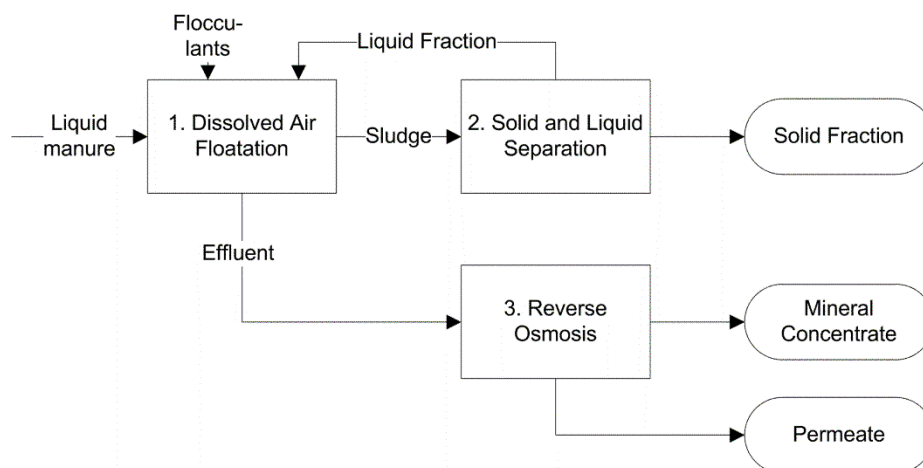 Floccu-
lants
Liquid Fraction
Liquid
manure
1. Dissolved Air
Floatation
Sludge
2. Solid and Liquid
Separation
Solid Fraction
Effluent
3. Reverse
Osmosis
Mineral
Concentrate
Permeate